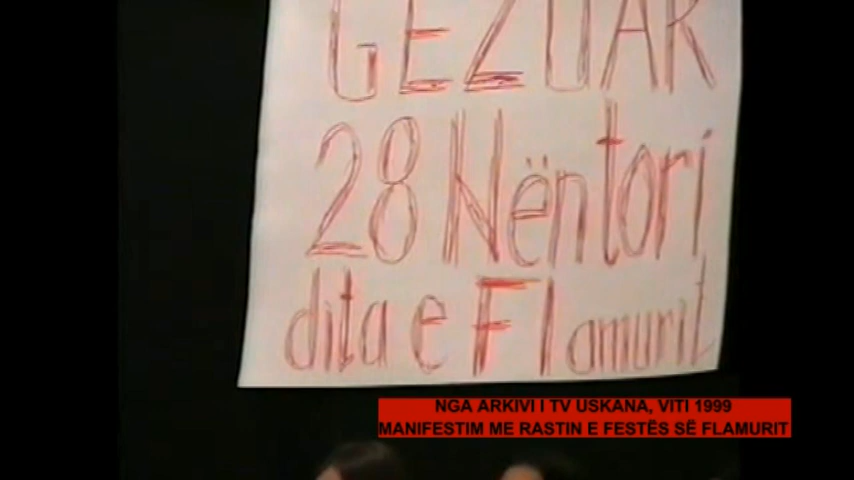 GEZUAR
28 Nëntori
dita e Flamurit
NGA ARKIVI I TV USKANA, VITI 1999
MANIFESTIM ME RASTIN E FESTËS SË FLAMURIT